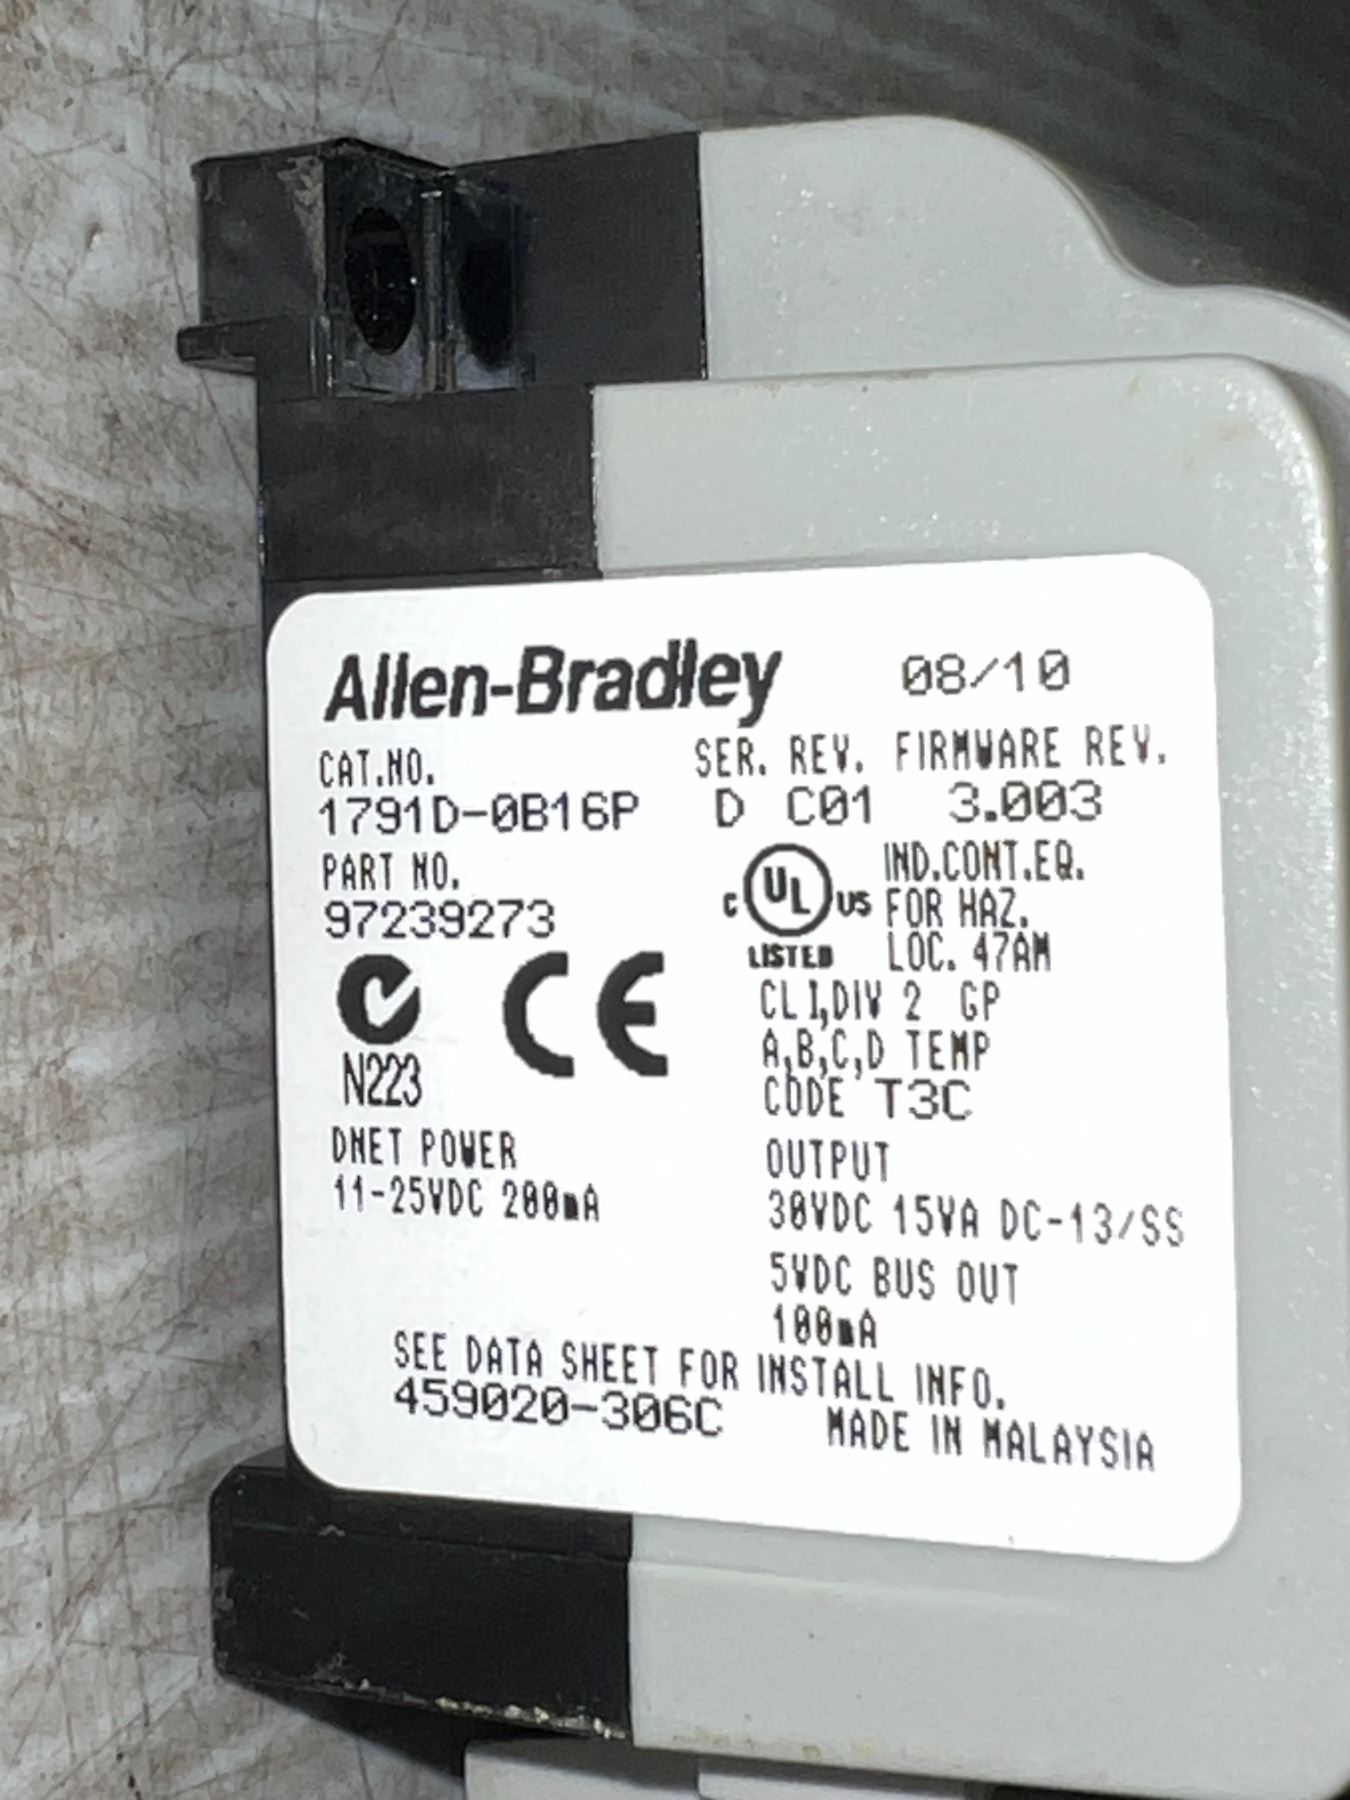 Allen-Bradley 08/10
CAT.NO. SER. REV. FIRMWARE REV.
1791D-0B16P D C01 3.003
PART NO.
97239273
C UL US
LISTED
IND.CONT.EQ.
FOR HAZ.
LOC. 47AM
CL I,DIV 2 GP
A,B,C,D TEMP
CODE T3C
N223
CE
DNET POWER
11-25VDC 200mA
OUTPUT
30VDC 15VA DC-13/SS
5VDC BUS OUT
100mA
SEE DATA SHEET FOR INSTALL INFO.
459020-306C MADE IN MALAYSIA